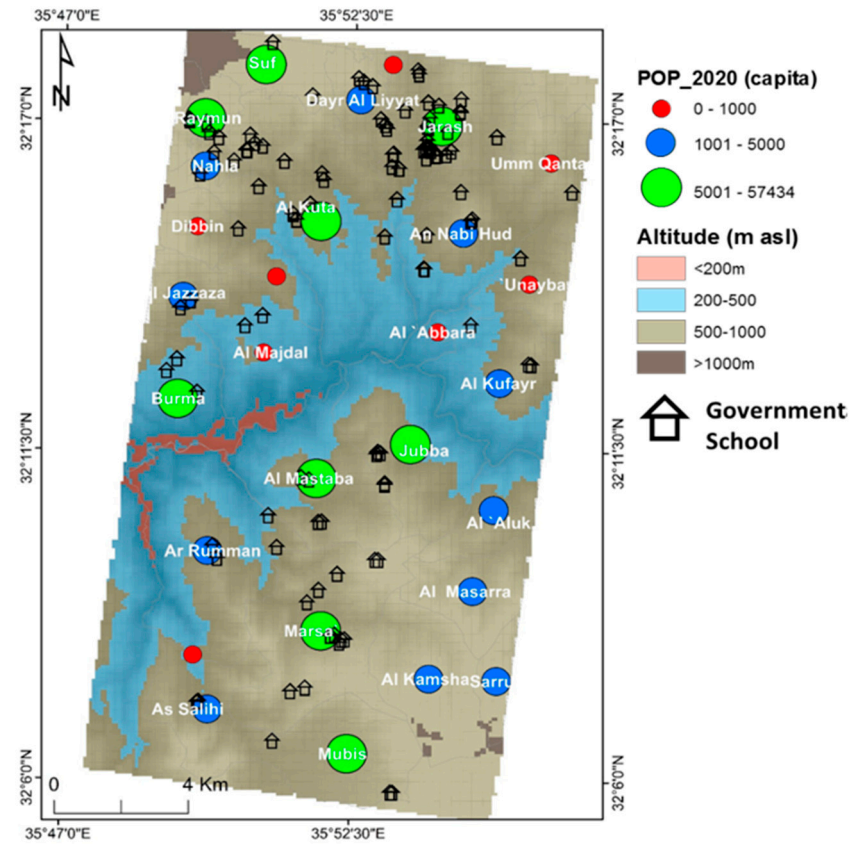 35°47'0"E 35°52'30"E
32°17'0"N 32°17'0"N
N
Suf
Dayr Al Liyyat
Raymun
Jarash
Nahla
Umm Qanta
Al Kuta
Dibbin
An Nabi Hud
`Unaybar
l Jazzaza
Al `Abbara
Al Majdal
Al Kufayr
Burma
32°11'30"N 32°11'30"N
Jubba
Al Mastaba
Al `Aluk
Ar Rumman
Al Masarra
Marsa
Al Kamsha
Sarru
As Salihi
Mubis
32°6'0"N 32°6'0"N
0 4 Km
35°47'0"E 35°52'30"E
POP_2020 (capita)
0 - 1000
1001 - 5000
5001 - 57434
Altitude (m asl)
<200m
200-500
500-1000
>1000m
Government
School